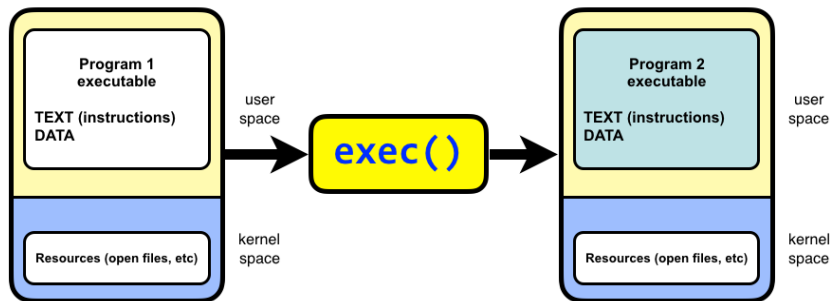 Program 1
executable
TEXT (instructions)
DATA
user
space
exec()
Program 2
executable
TEXT (instructions)
DATA
user
space
Resources (open files, etc)
kernel
space
Resources (open files, etc)
kernel
space